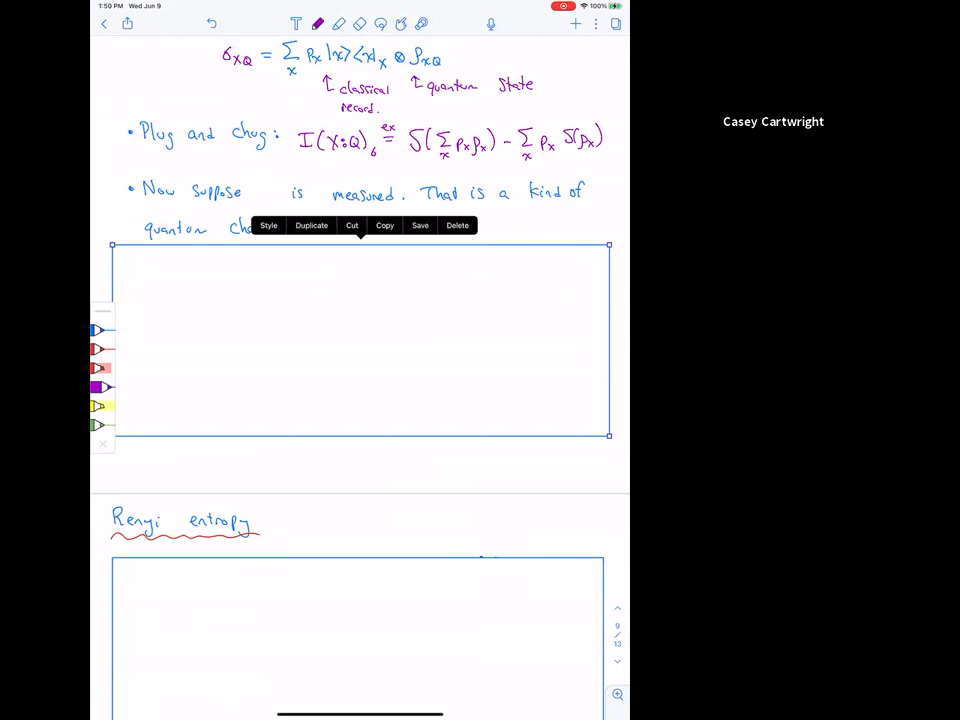 1:50 PM Wed Jun 9
100%
σ_XQ = Σ_x p_x |x><x|_x ⊗ ρ_xQ
↑ classical record. ↑ quantum state
• Plug and chug: I(X:Q)_σ =^ex S(Σ_x p_x ρ_x) - Σ_x p_x S(ρ_x)
• Now suppose is measured. That is a kind of
quantum cha
Style Duplicate Cut Copy Save Delete
Renyi entropy
9
/
13
Casey Cartwright